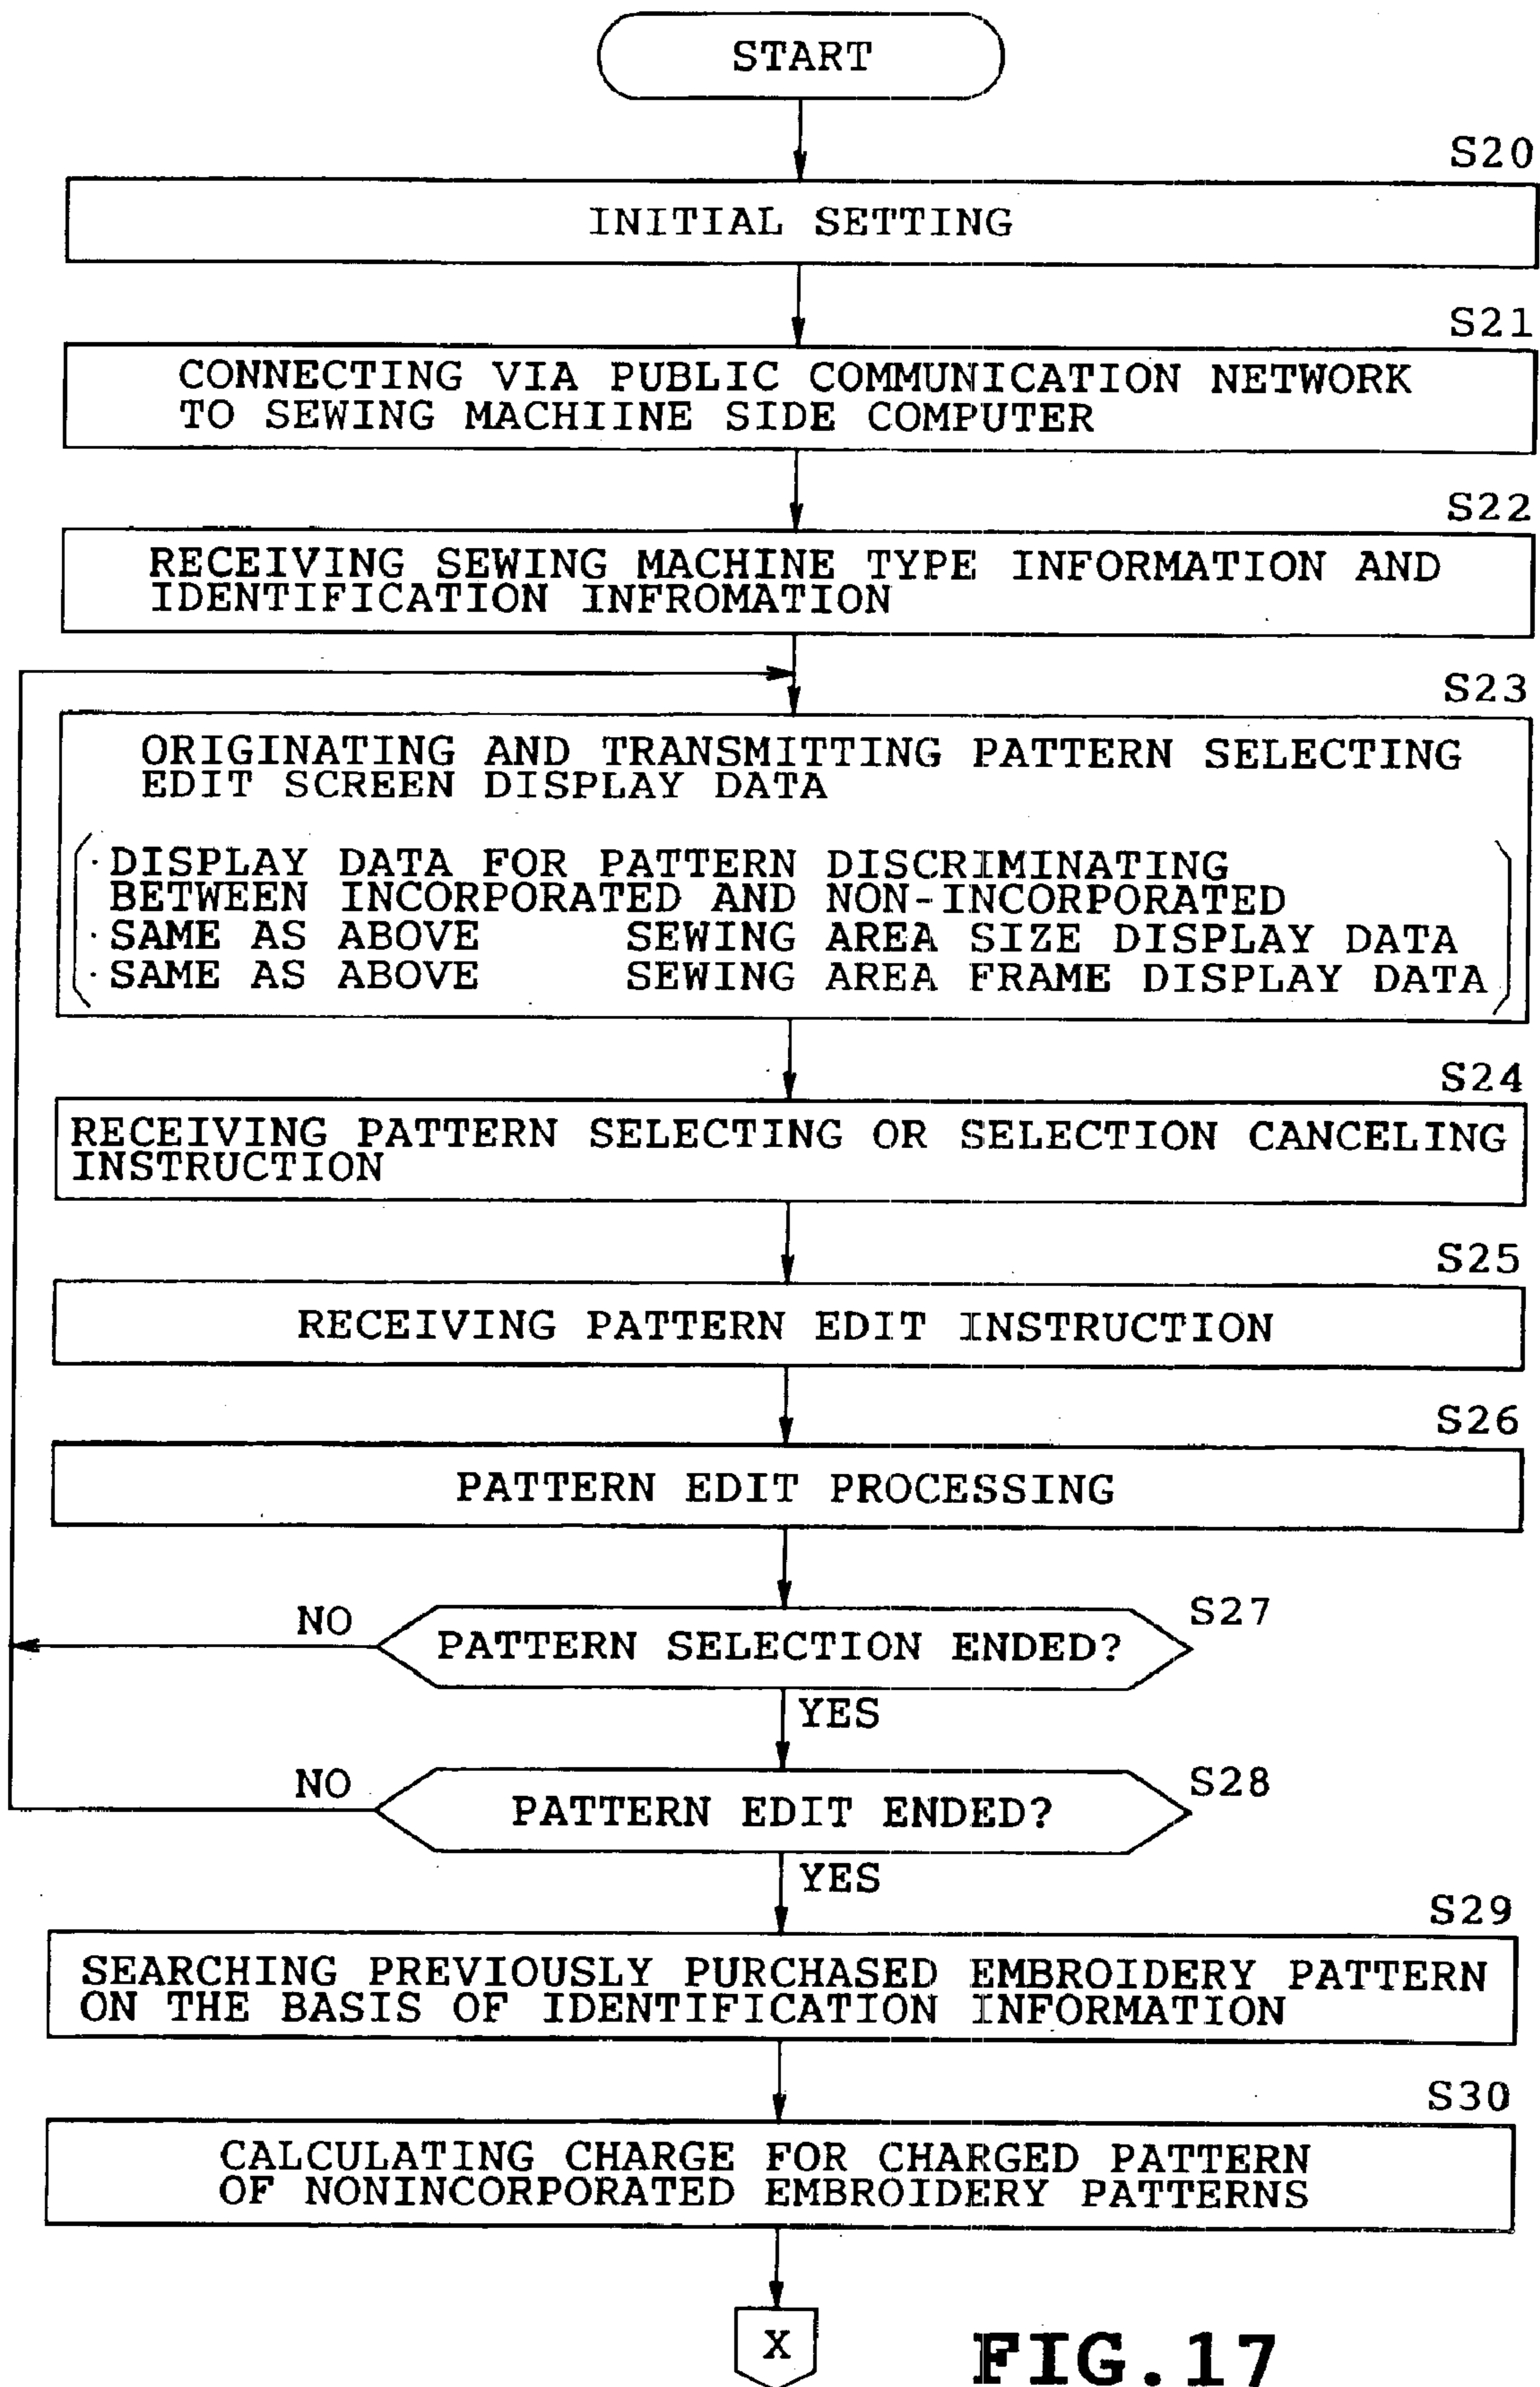 START
S20
INITIAL SETTING
S21
CONNECTING VIA PUBLIC COMMUNICATION NETWORK
TO SEWING MACHIINE SIDE COMPUTER
S22
RECEIVING SEWING MACHINE TYPE INFORMATION AND
IDENTIFICATION INFROMATION
S23
ORIGINATING AND TRANSMITTING PATTERN SELECTING
EDIT SCREEN DISPLAY DATA
· DISPLAY DATA FOR PATTERN DISCRIMINATING
BETWEEN INCORPORATED AND NON-INCORPORATED
· SAME AS ABOVE SEWING AREA SIZE DISPLAY DATA
· SAME AS ABOVE SEWING AREA FRAME DISPLAY DATA
S24
RECEIVING PATTERN SELECTING OR SELECTION CANCELING
INSTRUCTION
S25
RECEIVING PATTERN EDIT INSTRUCTION
S26
PATTERN EDIT PROCESSING
S27
NO
PATTERN SELECTION ENDED?
YES
S28
NO
PATTERN EDIT ENDED?
YES
S29
SEARCHING PREVIOUSLY PURCHASED EMBROIDERY PATTERN
ON THE BASIS OF IDENTIFICATION INFORMATION
S30
CALCULATING CHARGE FOR CHARGED PATTERN
OF NONINCORPORATED EMBROIDERY PATTERNS
X
FIG.17